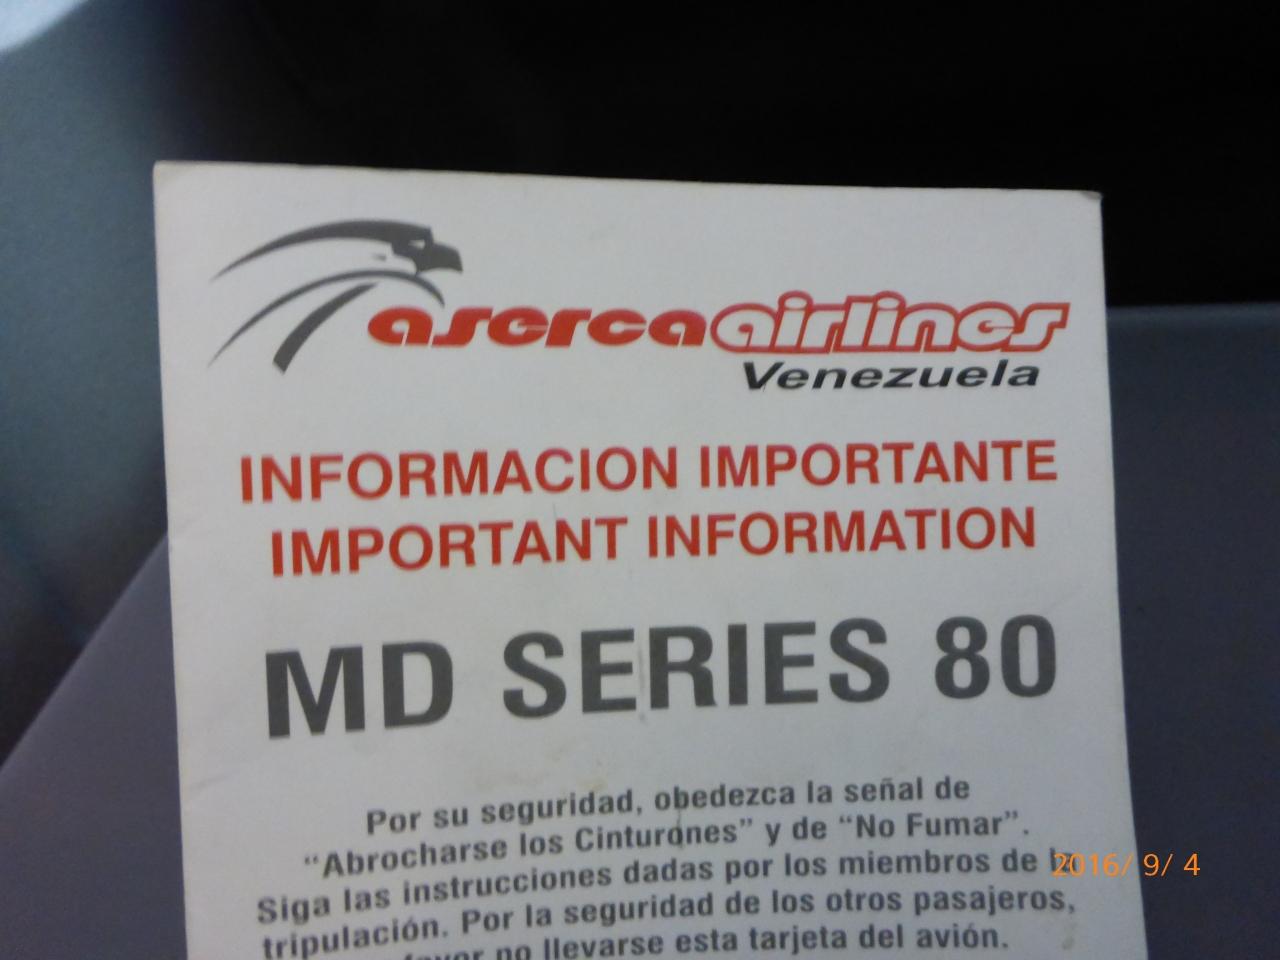 asercaairlines
Venezuela
INFORMACION IMPORTANTE
IMPORTANT INFORMATION
MD SERIES 80
Por su seguridad, obedezca la señal de
“Abrocharse los Cinturones” y de “No Fumar”.
Siga las instrucciones dadas por los miembros de la
tripulación. Por la seguridad de los otros pasajeros,
favor no llevarse esta tarjeta del avión.
2016/ 9/ 4